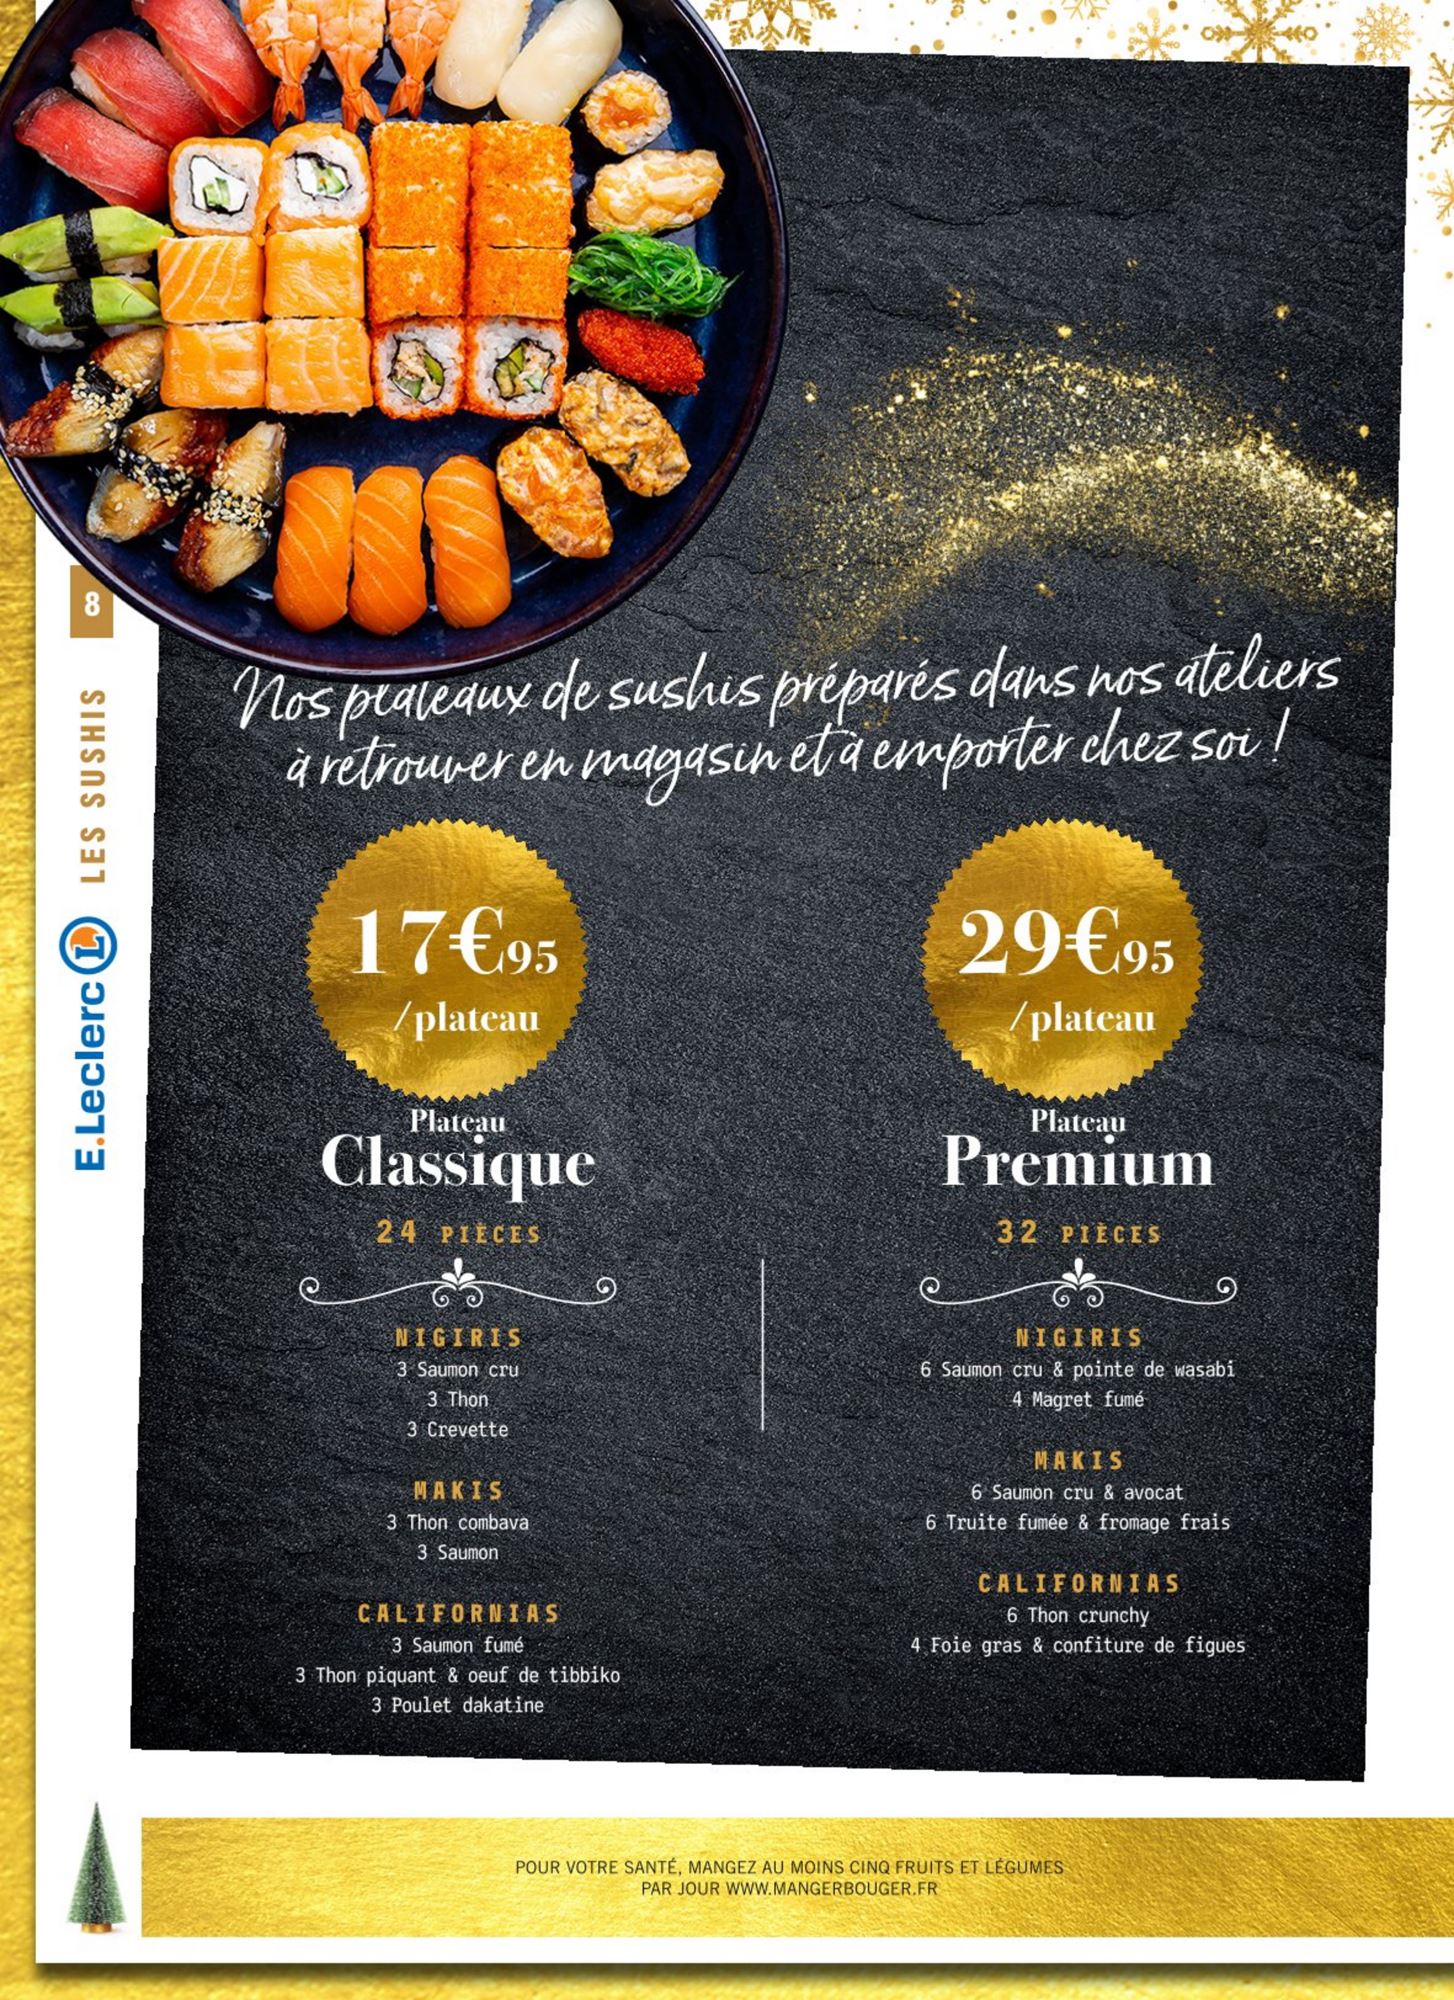 8
LES SUSHIS
E.Leclerc L
Nos plateaux de sushis préparés dans nos ateliers
à retrouver en magasin et à emporter chez soi !
17€95
/plateau
Plateau
Classique
24 PIÈCES
NIGIRIS
3 Saumon cru
3 Thon
3 Crevette
MAKIS
3 Thon combava
3 Saumon
CALIFORNIAS
3 Saumon fumé
3 Thon piquant & oeuf de tibbiko
3 Poulet dakatine
29€95
/plateau
Plateau
Premium
32 PIÈCES
NIGIRIS
6 Saumon cru & pointe de wasabi
4 Magret fumé
MAKIS
6 Saumon cru & avocat
6 Truite fumée & fromage frais
CALIFORNIAS
6 Thon crunchy
4 Foie gras & confiture de figues
POUR VOTRE SANTÉ, MANGEZ AU MOINS CINQ FRUITS ET LÉGUMES
PAR JOUR WWW.MANGERBOUGER.FR